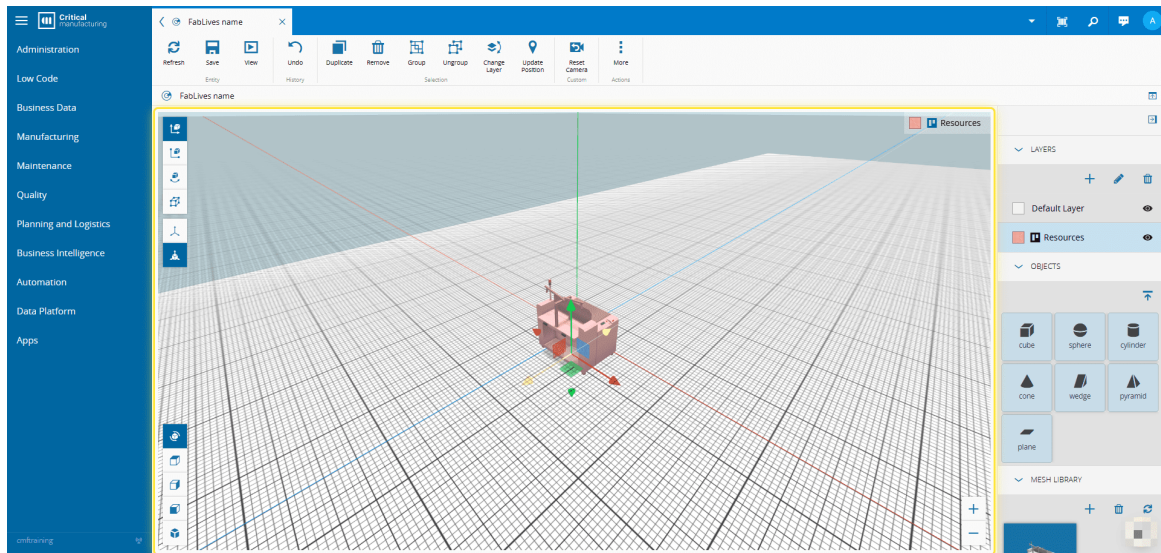 Critical
manufacturing
FabLives name
A
Administration
Low Code
Business Data
Manufacturing
Maintenance
Quality
Planning and Logistics
Business Intelligence
Automation
Data Platform
Apps
cmftraining
Refresh
Save
View
Undo
Duplicate
Remove
Group
Ungroup
Change
Layer
Update
Position
Reset
Camera
More
Entity
History
Selection
Custom
Actions
FabLives name
Resources
LAYERS
Default Layer
Resources
OBJECTS
cube
sphere
cylinder
cone
wedge
pyramid
plane
MESH LIBRARY